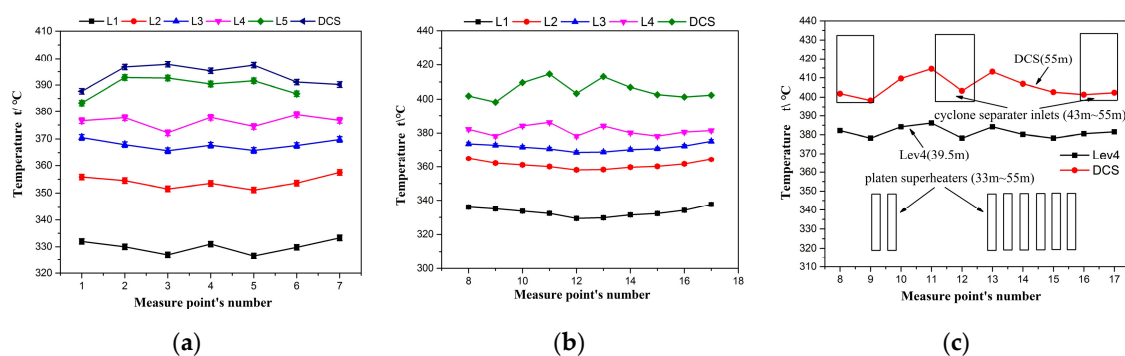 L1 L2 L3 L4 L5 DCS
410
400
390
380
370
360
350
340
330
320
Temperature t/ °C
1 2 3 4 5 6 7
Measure point's number
(a)
L1 L2 L3 L4 DCS
440
420
400
380
360
340
320
300
Temperature t\°C
8 10 12 14 16 18
Measure point's number
(b)
440
430
420
410
400
390
380
370
360
350
340
330
320
310
Temperature t\°C
DCS(55m)
cyclone separater inlets (43m~55m)
Lev4(39.5m)
Lev4
DCS
platen superheaters (33m~55m)
8 9 10 11 12 13 14 15 16 17
Measure point's number
(c)